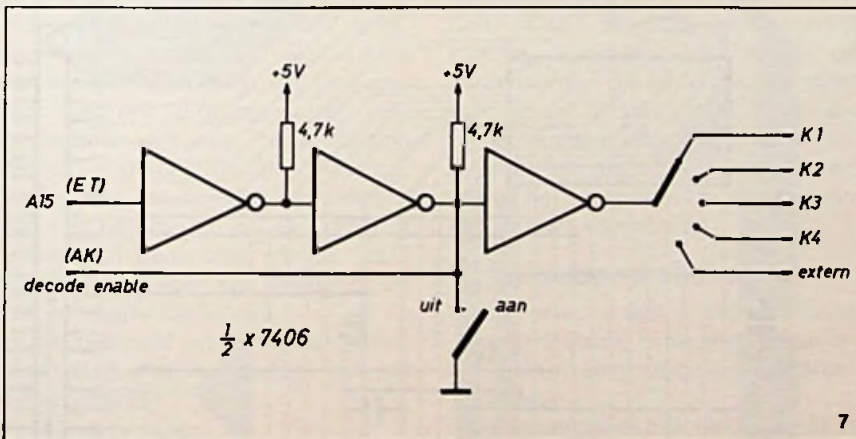 +5V
+5V
4,7k
4,7k
K1
K2
K3
K4
extern
A15
(ET)
(AK)
decode enable
uit
aan
½ x 7406
7